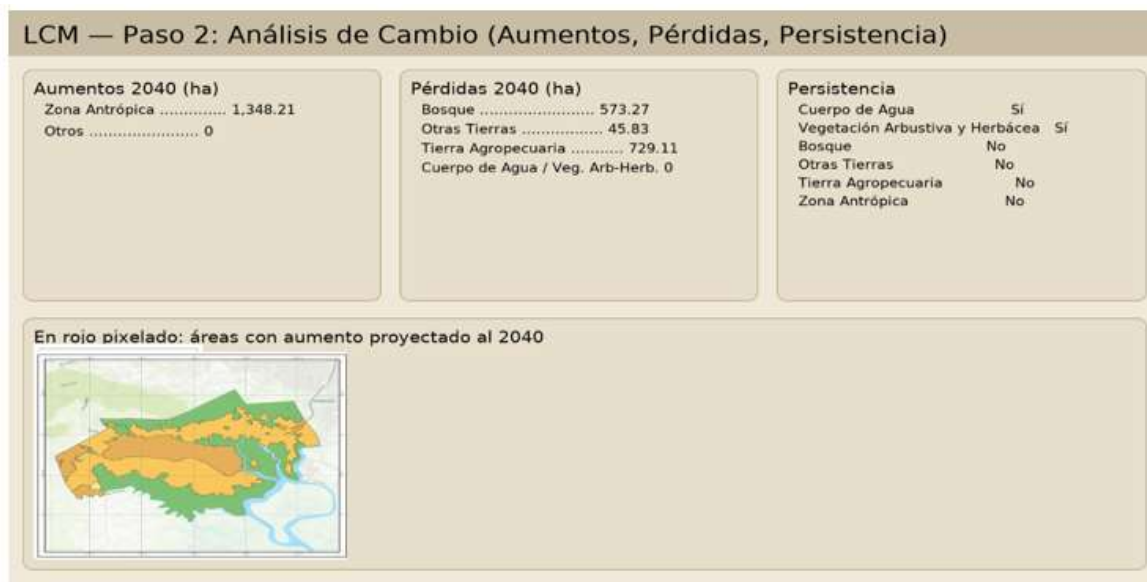 LCM — Paso 2: Análisis de Cambio (Aumentos, Pérdidas, Persistencia)
Aumentos 2040 (ha)
Zona Antrópica ............. 1,348.21
Otros ...................... 0
Pérdidas 2040 (ha)
Bosque ....................... 573.27
Otras Tierras ................ 45.83
Tierra Agropecuaria ........... 729.11
Cuerpo de Agua / Veg. Arb-Herb. 0
Persistencia
Cuerpo de Agua Sí
Vegetación Arbustiva y Herbácea Sí
Bosque No
Otras Tierras No
Tierra Agropecuaria No
Zona Antrópica No
En rojo pixelado: áreas con aumento proyectado al 2040